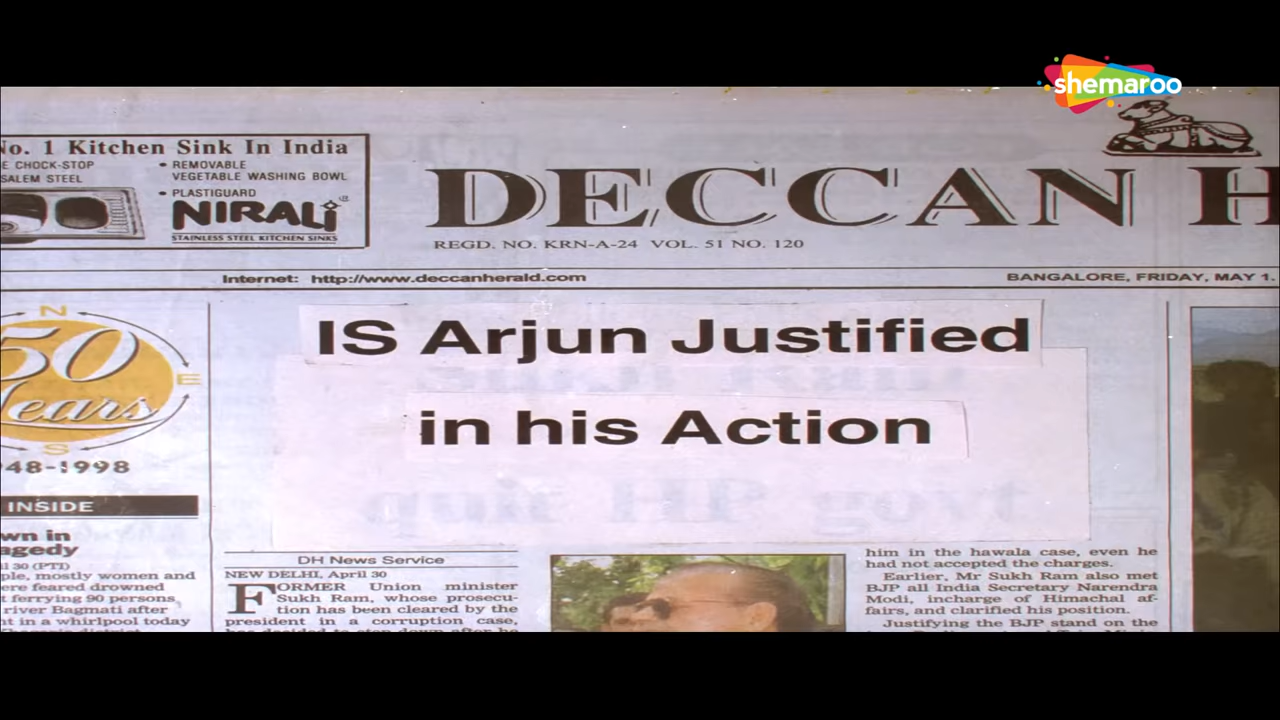 shemaroo
No. 1 Kitchen Sink In India
CHOCK-STOP
SALEM STEEL
• REMOVABLE
VEGETABLE WASHING BOWL
• PLASTIGUARD
NIRALI
STAINLESS STEEL KITCHEN SINKS
DECCAN H
REGD. NO. KRN-A-24 VOL. 51 NO. 120
Internet: http://www.deccanherald.com
BANGALORE, FRIDAY, MAY 1
N
50
Years
E
S
48-1998
IS Arjun Justified
in his Action
quit HP govt
INSIDE
wn in
agedy
30 (PTI)
ple, mostly women and
ere feared drowned
ferrying 90 persons
river Bagmati after
nt in a whirlpool today
DH News Service
NEW DELHI, April 30
FORMER Union minister
Sukh Ram, whose prosecu-
tion has been cleared by the
president in a corruption case,
him in the hawala case, even he
had not accepted the charges.
Earlier, Mr Sukh Ram also met
BJP all India Secretary Narendra
Modi, incharge of Himachal af-
fairs, and clarified his position.
Justifying the BJP stand on the